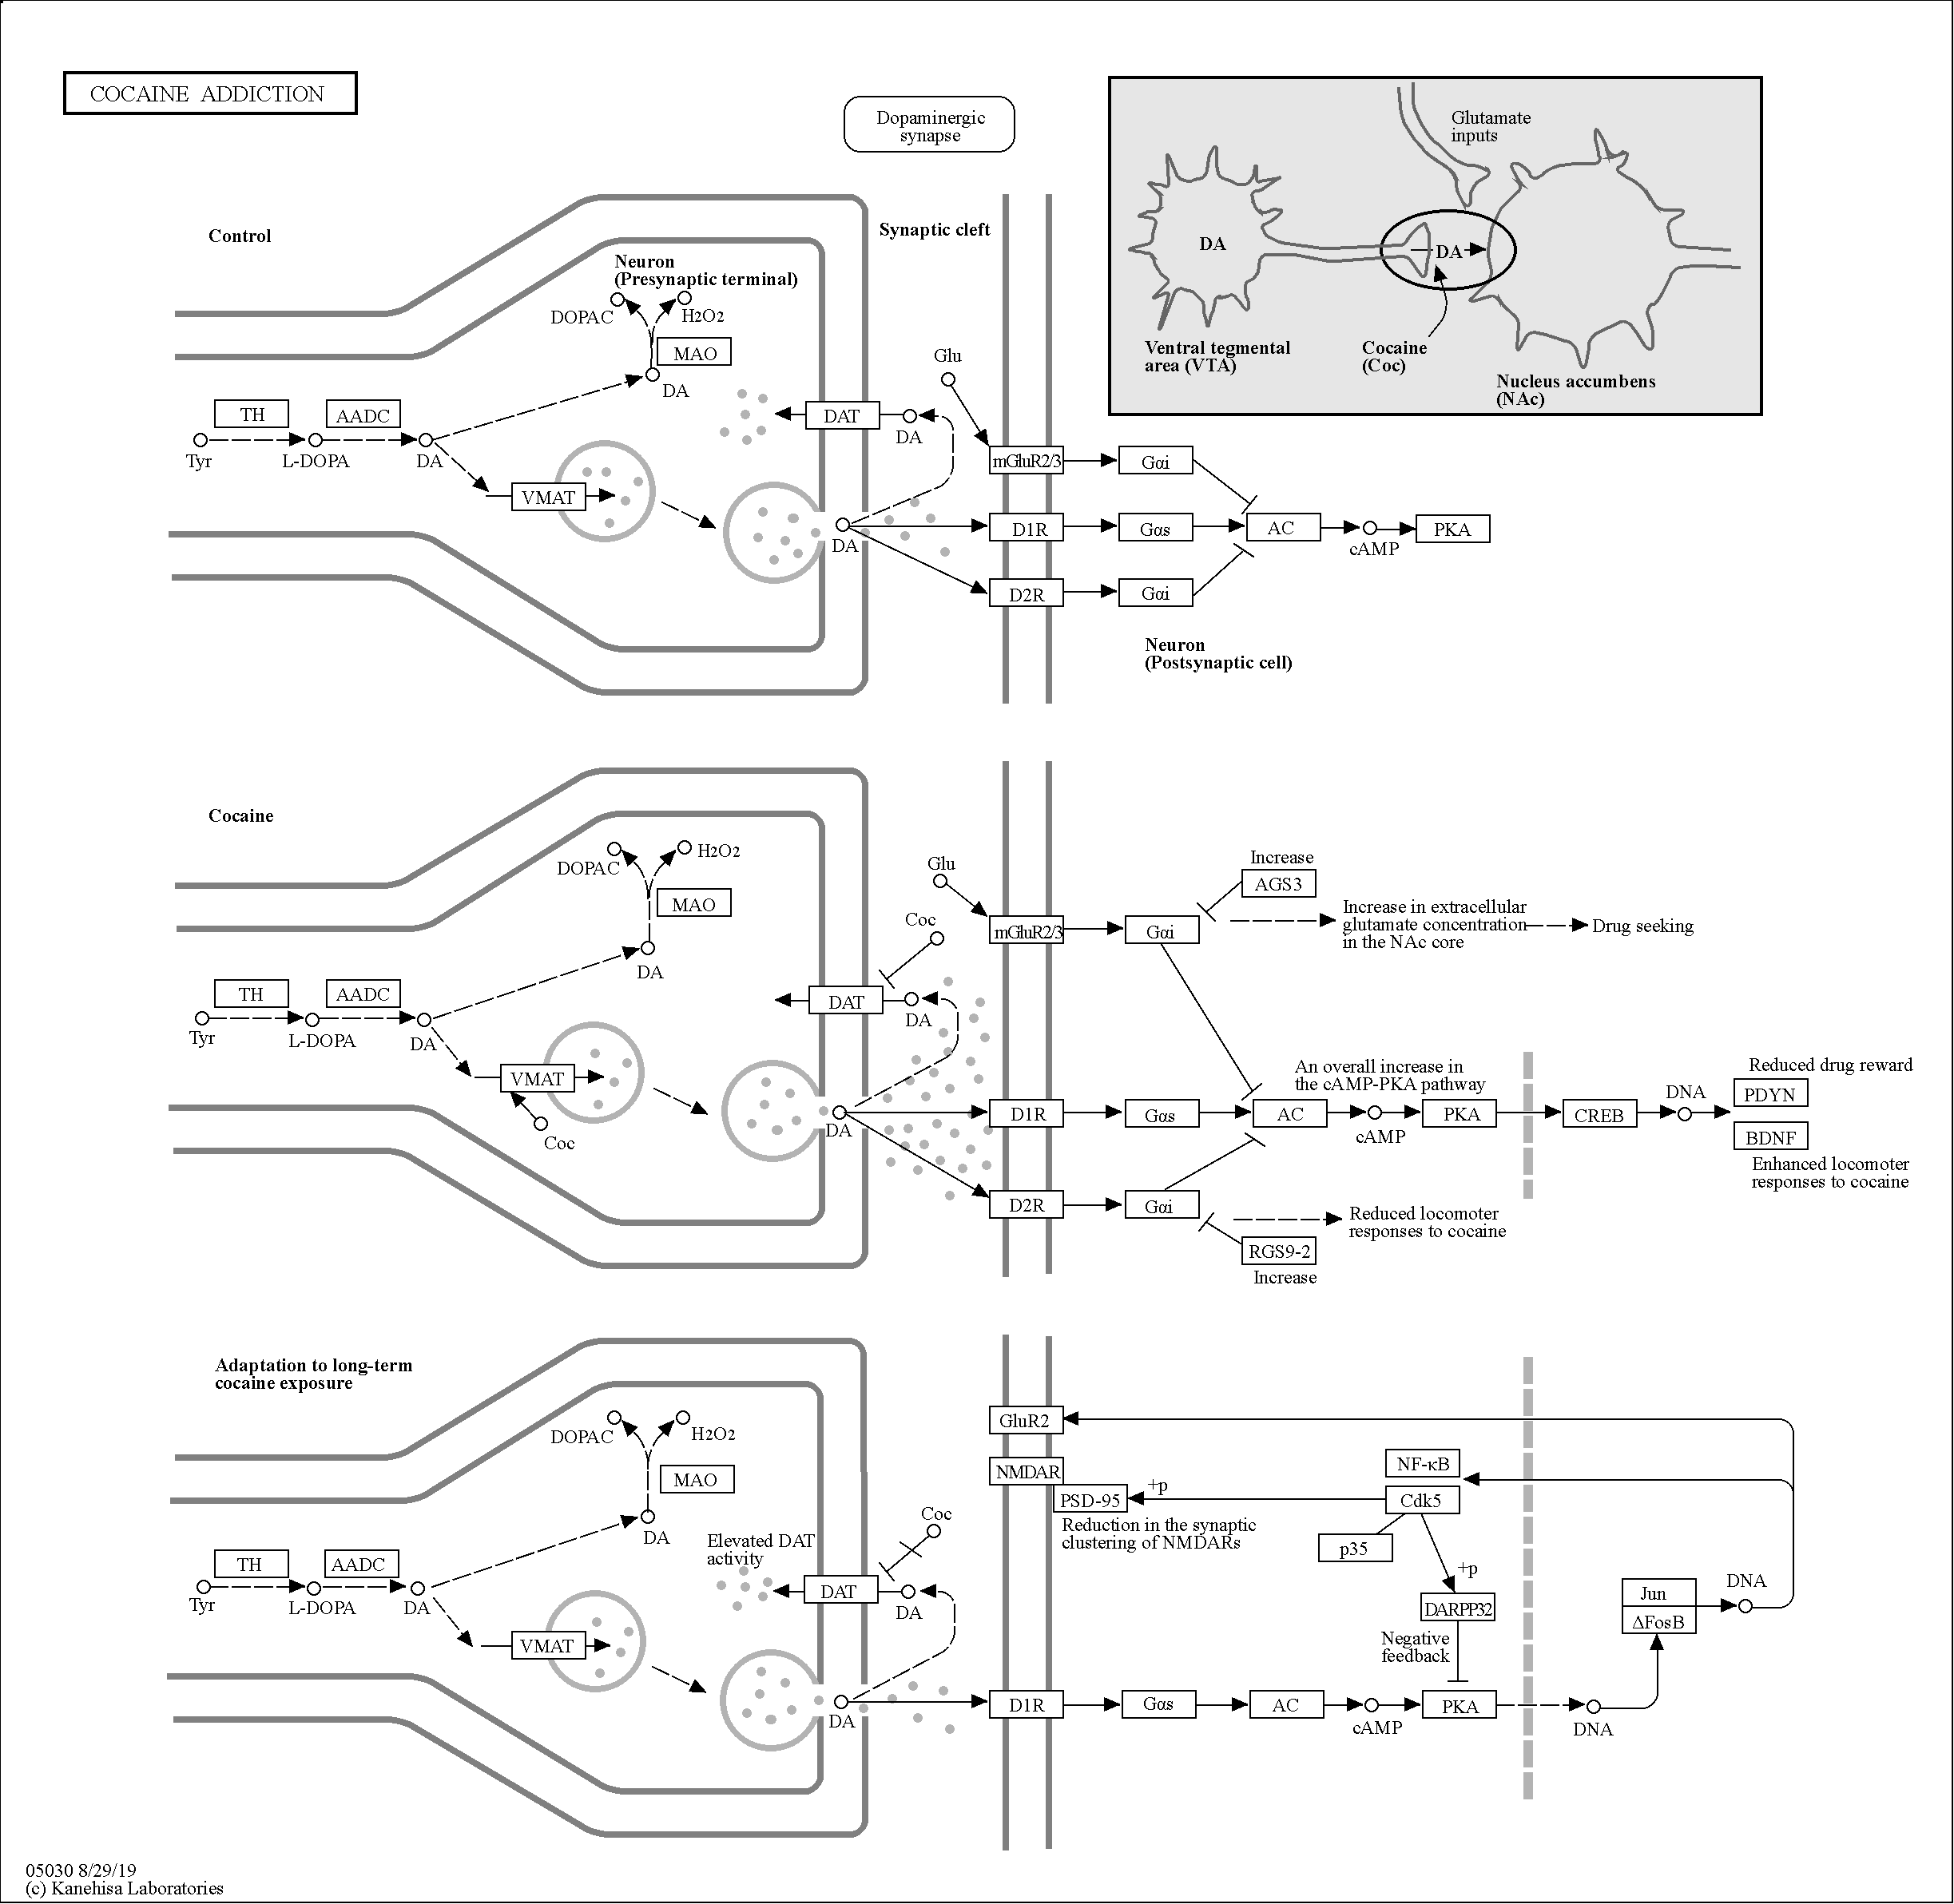 COCAINE ADDICTION
Dopaminergic
synapse
Glutamate
inputs
DA
DA
Ventral tegmental
area (VTA)
Cocaine
(Coc)
Nucleus accumbens
(NAc)
Control
Synaptic cleft
Neuron
(Presynaptic terminal)
DOPAC
H2O2
MAO
DA
Glu
TH
AADC
DAT
DA
Tyr
L-DOPA
DA
VMAT
DA
mGluR2/3
Gαi
D1R
Gαs
AC
cAMP
PKA
D2R
Gαi
Neuron
(Postsynaptic cell)
Cocaine
DOPAC
H2O2
MAO
DA
Glu
Coc
TH
AADC
DAT
DA
Tyr
L-DOPA
DA
VMAT
Coc
DA
mGluR2/3
Gαi
Increase
AGS3
Increase in extracellular
glutamate concentration
in the NAc core
Drug seeking
An overall increase in
the cAMP-PKA pathway
D1R
Gαs
AC
cAMP
PKA
CREB
DNA
Reduced drug reward
PDYN
BDNF
Enhanced locomoter
responses to cocaine
D2R
Gαi
Reduced locomoter
responses to cocaine
RGS9-2
Increase
Adaptation to long-term
cocaine exposure
DOPAC
H2O2
MAO
DA
Elevated DAT
activity
Coc
TH
AADC
DAT
DA
Tyr
L-DOPA
DA
VMAT
DA
GluR2
NMDAR
PSD-95
+p
Reduction in the synaptic
clustering of NMDARs
NF-κB
Cdk5
p35
+p
DARPP32
Negative
feedback
Jun
ΔFosB
DNA
D1R
Gαs
AC
cAMP
PKA
DNA
05030 8/29/19
(c) Kanehisa Laboratories